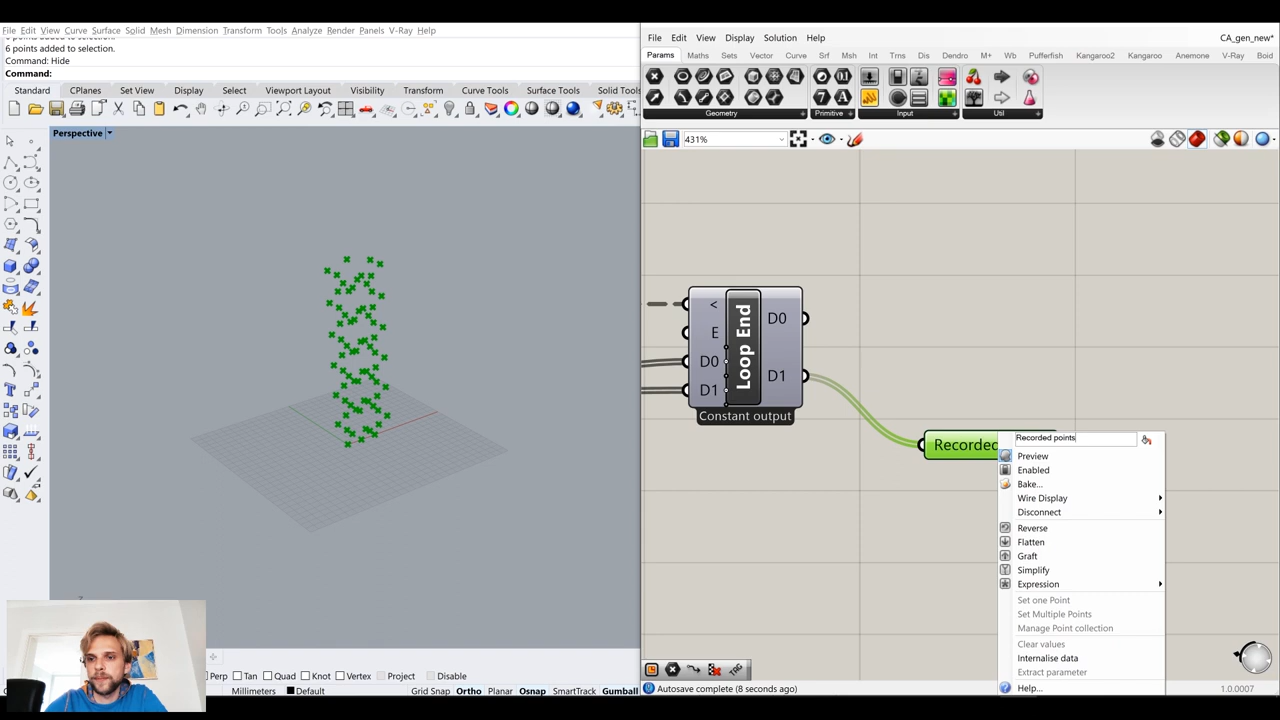 File Edit View Curve Surface Solid Mesh Dimension Transform Tools Analyze Render Panels V-Ray Help
6 points added to selection.
Command: Hide
Command:
Standard CPlanes Set View Display Select Viewport Layout Visibility Transform Curve Tools Surface Tools Solid Tools
Perspective
Perp Tan Quad Knot Vertex Project Disable
Millimeters Default Grid Snap Ortho Planar Osnap SmartTrack Gumball
File Edit View Display Solution Help
CA_gen_new*
Params Maths Sets Vector Curve Srf Msh Int Trns Dis Dendro M+ Wb Pufferfish Kangaroo2 Kangaroo Anemone V-Ray Boid
Geometry Primitive Input Util
431%
<
E
D0
D1
Loop End
D0
D1
Constant output
Recorded
Recorded points
Preview
Enabled
Bake...
Wire Display
Disconnect
Reverse
Flatten
Graft
Simplify
Expression
Set one Point
Set Multiple Points
Manage Point collection
Clear values
Internalise data
Extract parameter
Help...
Autosave complete (8 seconds ago)
1.0.0007